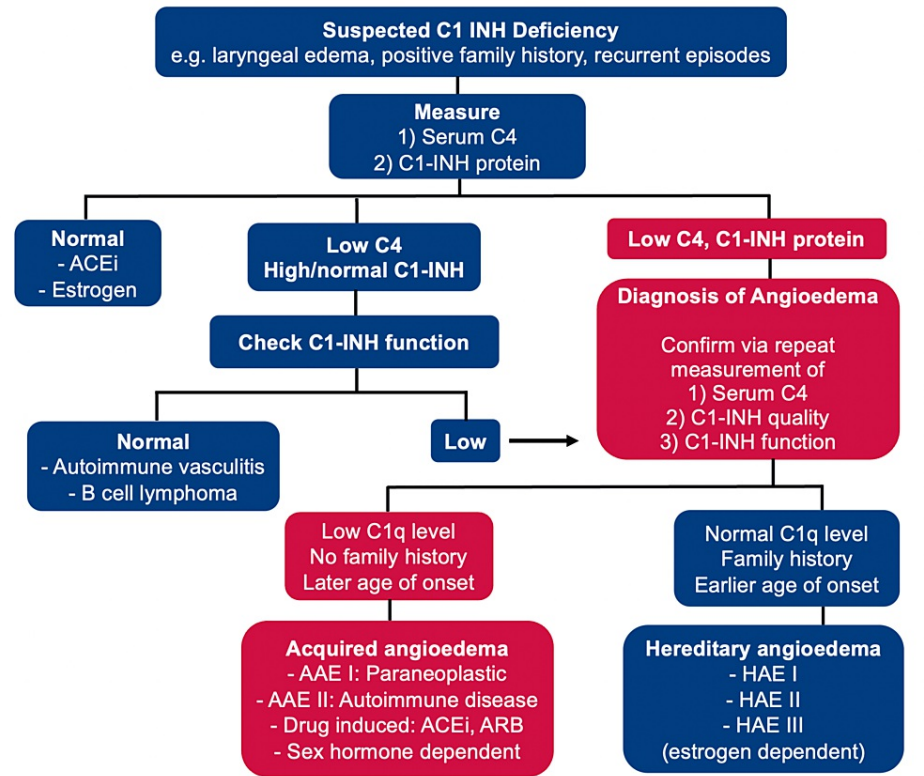 Suspected C1 INH Deficiency
e.g. laryngeal edema, positive family history, recurrent episodes
Measure
1) Serum C4
2) C1-INH protein
Normal
- ACEi
- Estrogen
Low C4
High/normal C1-INH
Low C4, C1-INH protein
Check C1-INH function
Diagnosis of Angioedema
Confirm via repeat
measurement of
1) Serum C4
2) C1-INH quality
3) C1-INH function
Normal
- Autoimmune vasculitis
- B cell lymphoma
Low
Low C1q level
No family history
Later age of onset
Normal C1q level
Family history
Earlier age of onset
Acquired angioedema
- AAE I: Paraneoplastic
- AAE II: Autoimmune disease
- Drug induced: ACEi, ARB
- Sex hormone dependent
Hereditary angioedema
- HAE I
- HAE II
- HAE III
(estrogen dependent)